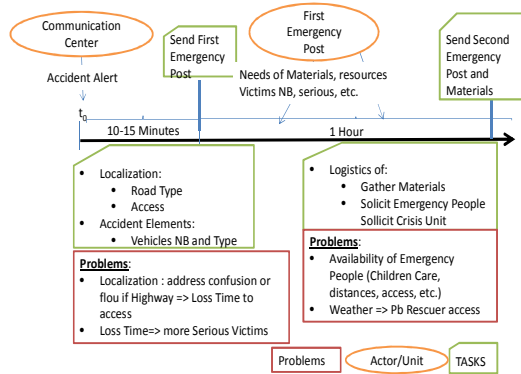 Communication
Center
Send First
Emergency
Post
First
Emergency
Post
Send Second
Emergency
Post and
Materials
Accident Alert
Needs of Materials, resources
Victims NB, serious, etc.
t0
10-15 Minutes
1 Hour
• Localization:
• Road Type
• Access
• Accident Elements:
• Vehicles NB and Type
Problems:
• Localization : address confusion or
flou if Highway => Loss Time to
access
• Loss Time=> more Serious Victims
• Logistics of:
• Gather Materials
• Solicit Emergency People
Sollicit Crisis Unit
Problems:
• Availability of Emergency
People (Children Care,
distances, access, etc.)
• Weather => Pb Rescuer access
Problems
Actor/Unit
TASKS